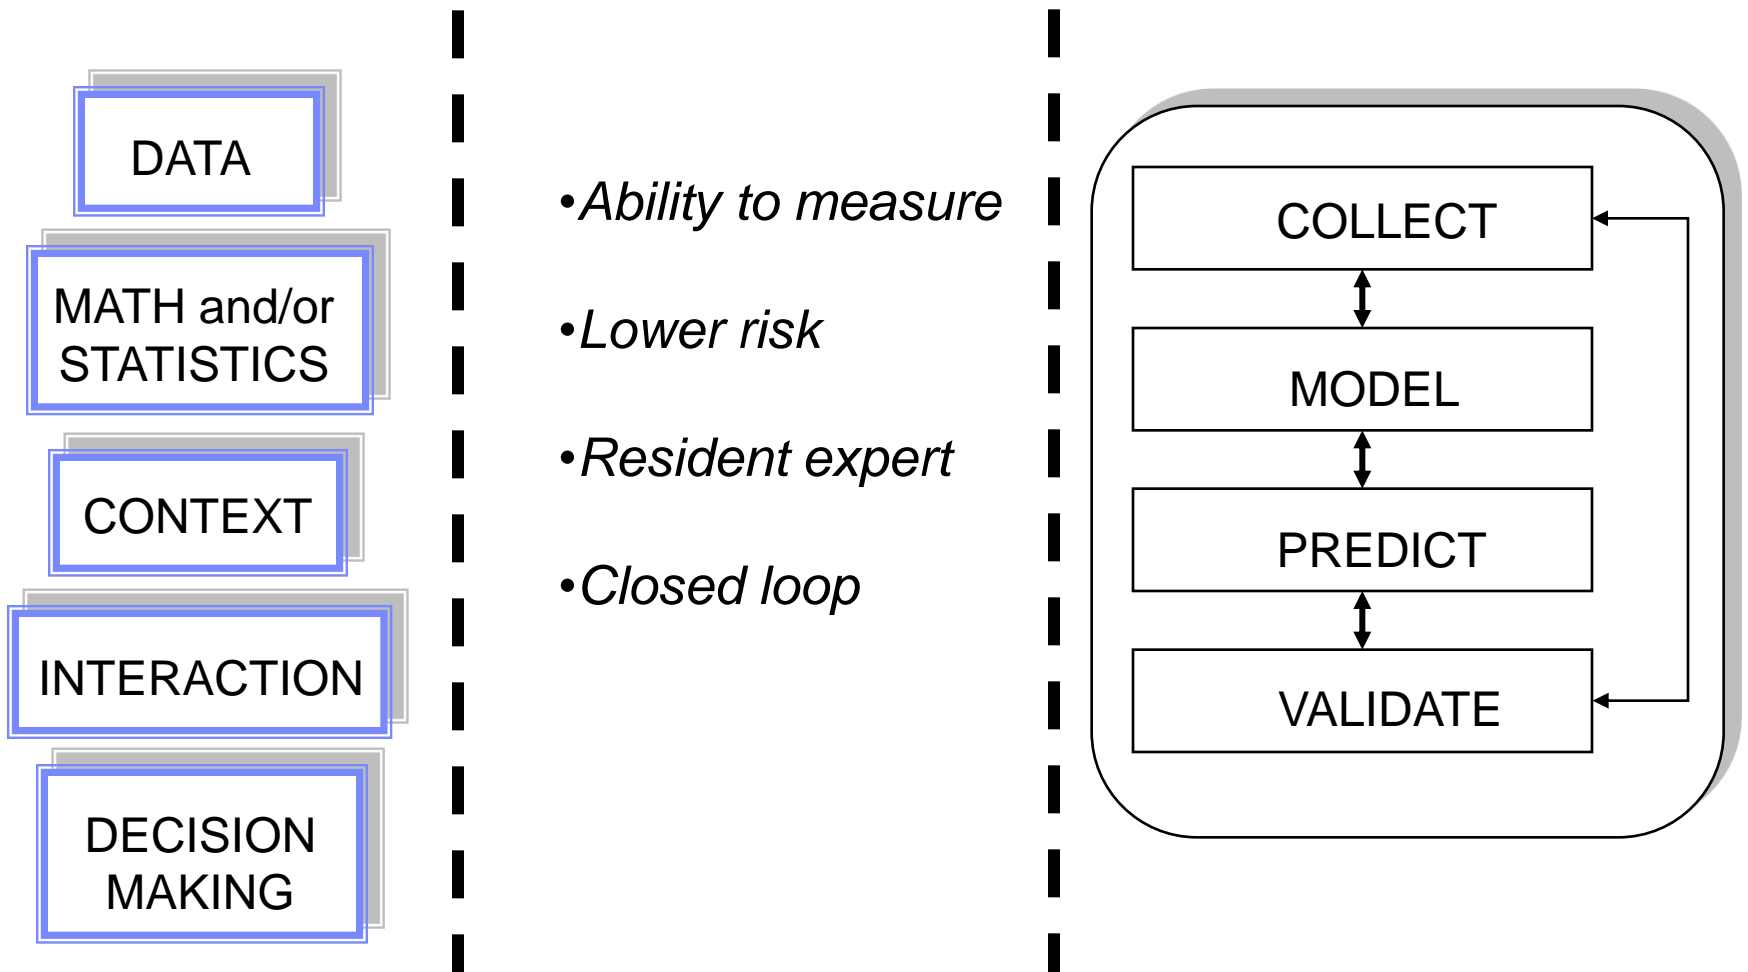 DATA
MATH and/or
STATISTICS
CONTEXT
INTERACTION
DECISION
MAKING
•Ability to measure
•Lower risk
•Resident expert
•Closed loop
COLLECT
MODEL
PREDICT
VALIDATE